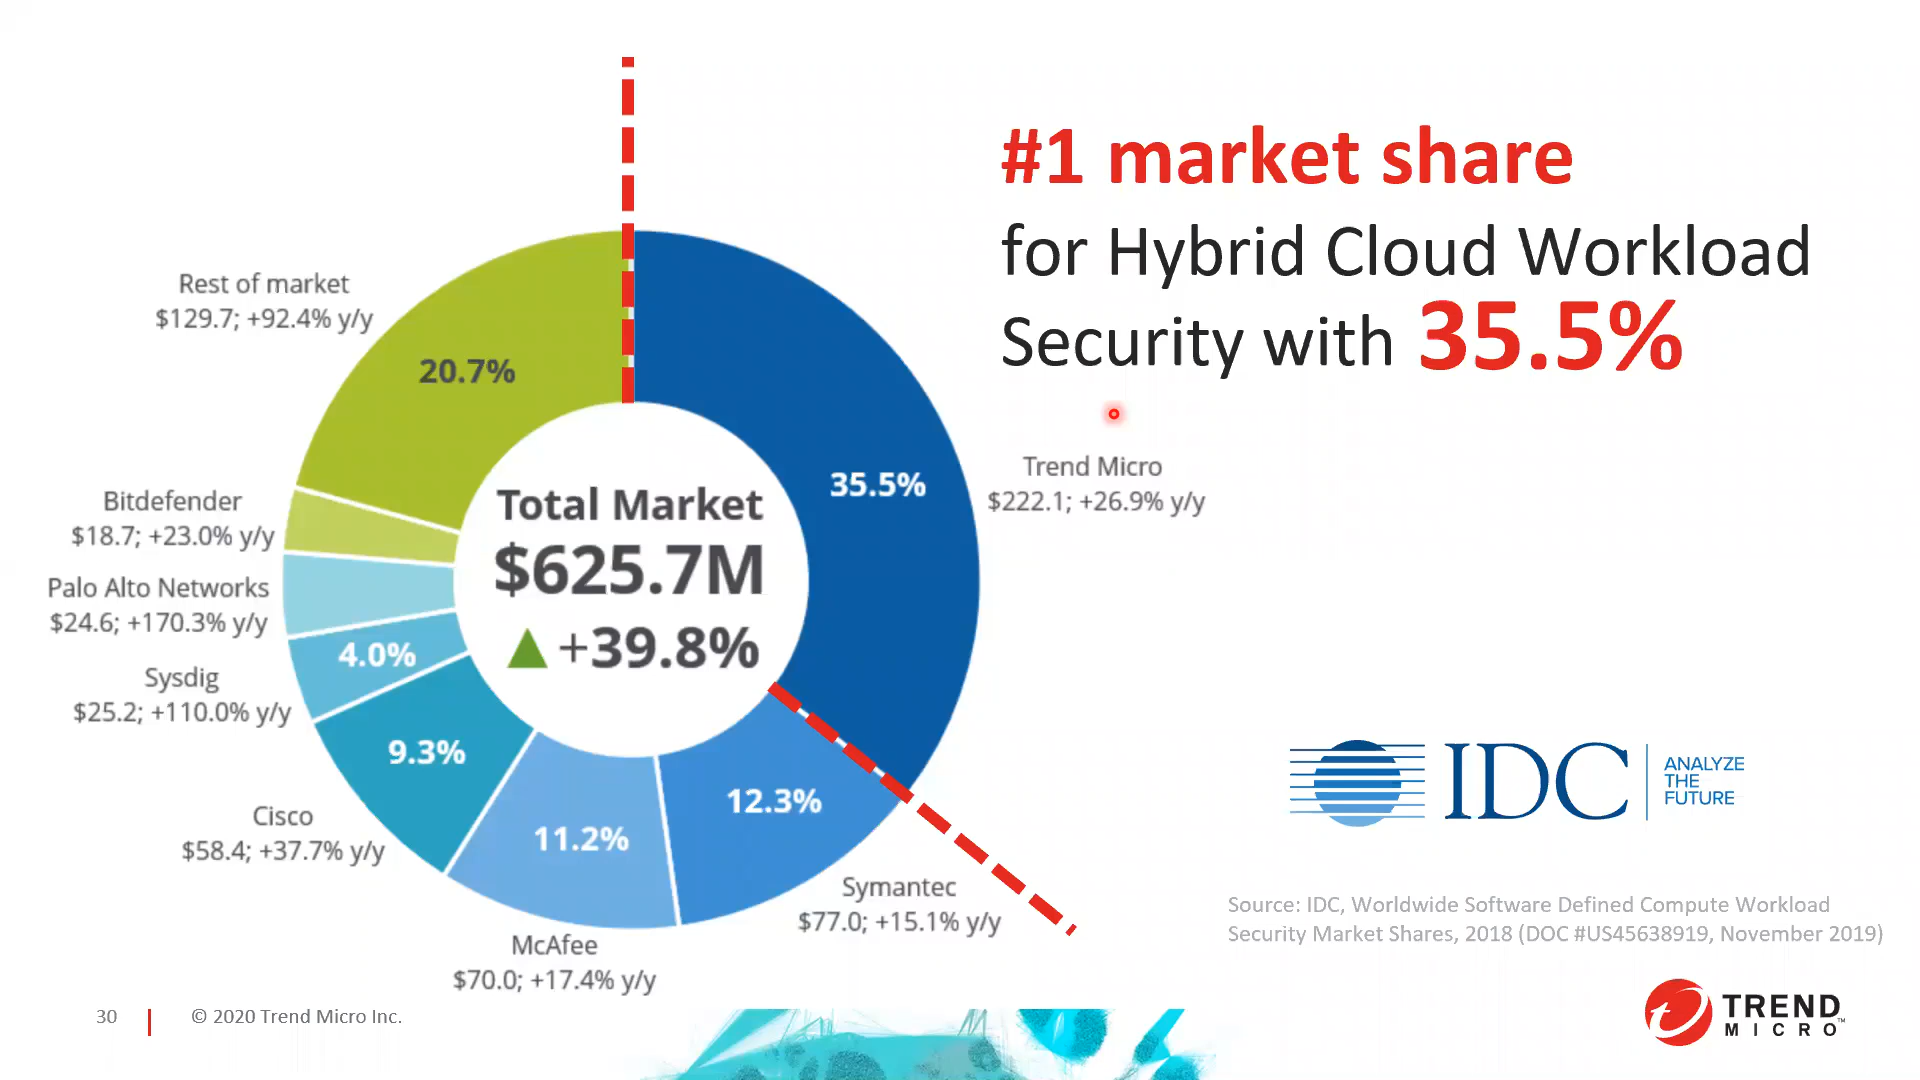 #1 market share
for Hybrid Cloud Workload
Security with 35.5%
Rest of market
$129.7; +92.4% y/y
20.7%
Bitdefender
$18.7; +23.0% y/y
Palo Alto Networks
$24.6; +170.3% y/y
Sysdig
$25.2; +110.0% y/y
4.0%
Cisco
$58.4; +37.7% y/y
9.3%
McAfee
$70.0; +17.4% y/y
11.2%
Symantec
$77.0; +15.1% y/y
12.3%
Trend Micro
$222.1; +26.9% y/y
35.5%
Total Market
$625.7M
▲+39.8%
IDC
ANALYZE
THE
FUTURE
Source: IDC, Worldwide Software Defined Compute Workload
Security Market Shares, 2018 (DOC #US45638919, November 2019)
30
© 2020 Trend Micro Inc.
TREND
MICRO™